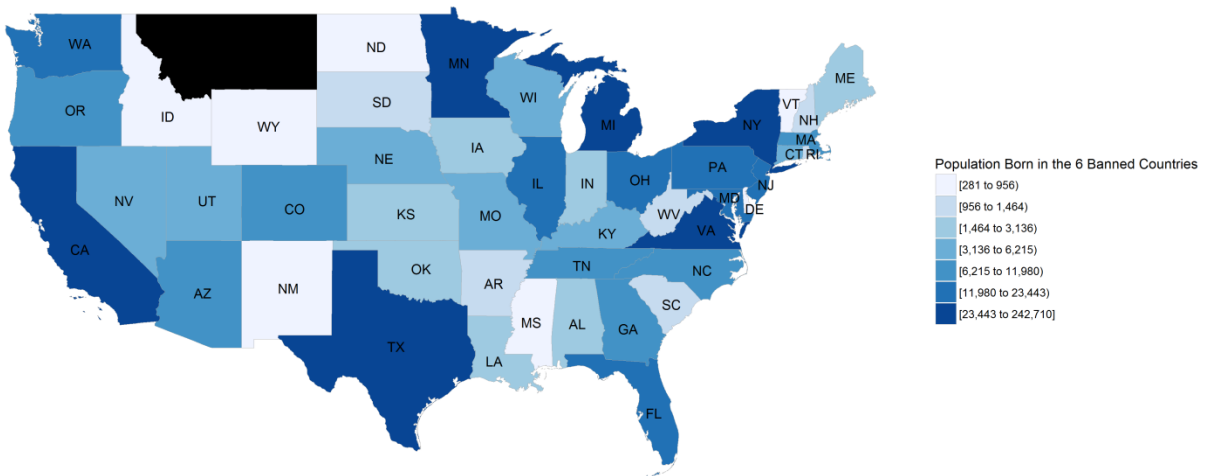 WA
ND
MN
ME
OR
ID
SD
WI
VT
NH
WY
MI
NY
MA
CT RI
IA
NE
PA
NJ
IL
IN
OH
MD
DE
NV
UT
CO
KS
MO
WV
VA
KY
CA
OK
TN
NC
AZ
NM
AR
SC
MS
AL
GA
TX
LA
FL
Population Born in the 6 Banned Countries
[281 to 956)
[956 to 1,464)
[1,464 to 3,136)
[3,136 to 6,215)
[6,215 to 11,980)
[11,980 to 23,443)
[23,443 to 242,710]